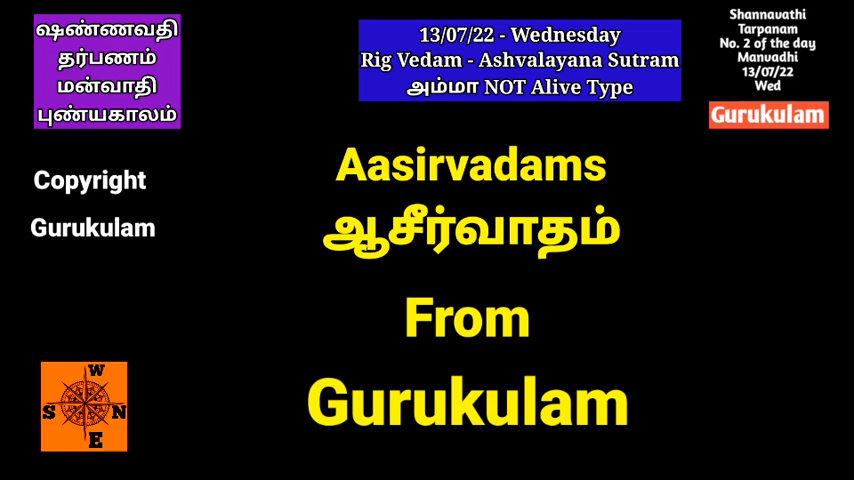 ஷண்ணவதி
தர்பணம்
மன்வாதி
புண்யகாலம்
13/07/22 - Wednesday
Rig Vedam - Ashvalayana Sutram
அம்மா NOT Alive Type
Shannavathi
Tarpanam
No. 2 of the day
Manvadhi
13/07/22
Wed
Gurukulam
Copyright
Gurukulam
Aasirvadams
ஆசீர்வாதம்
From
Gurukulam
W
S N
E